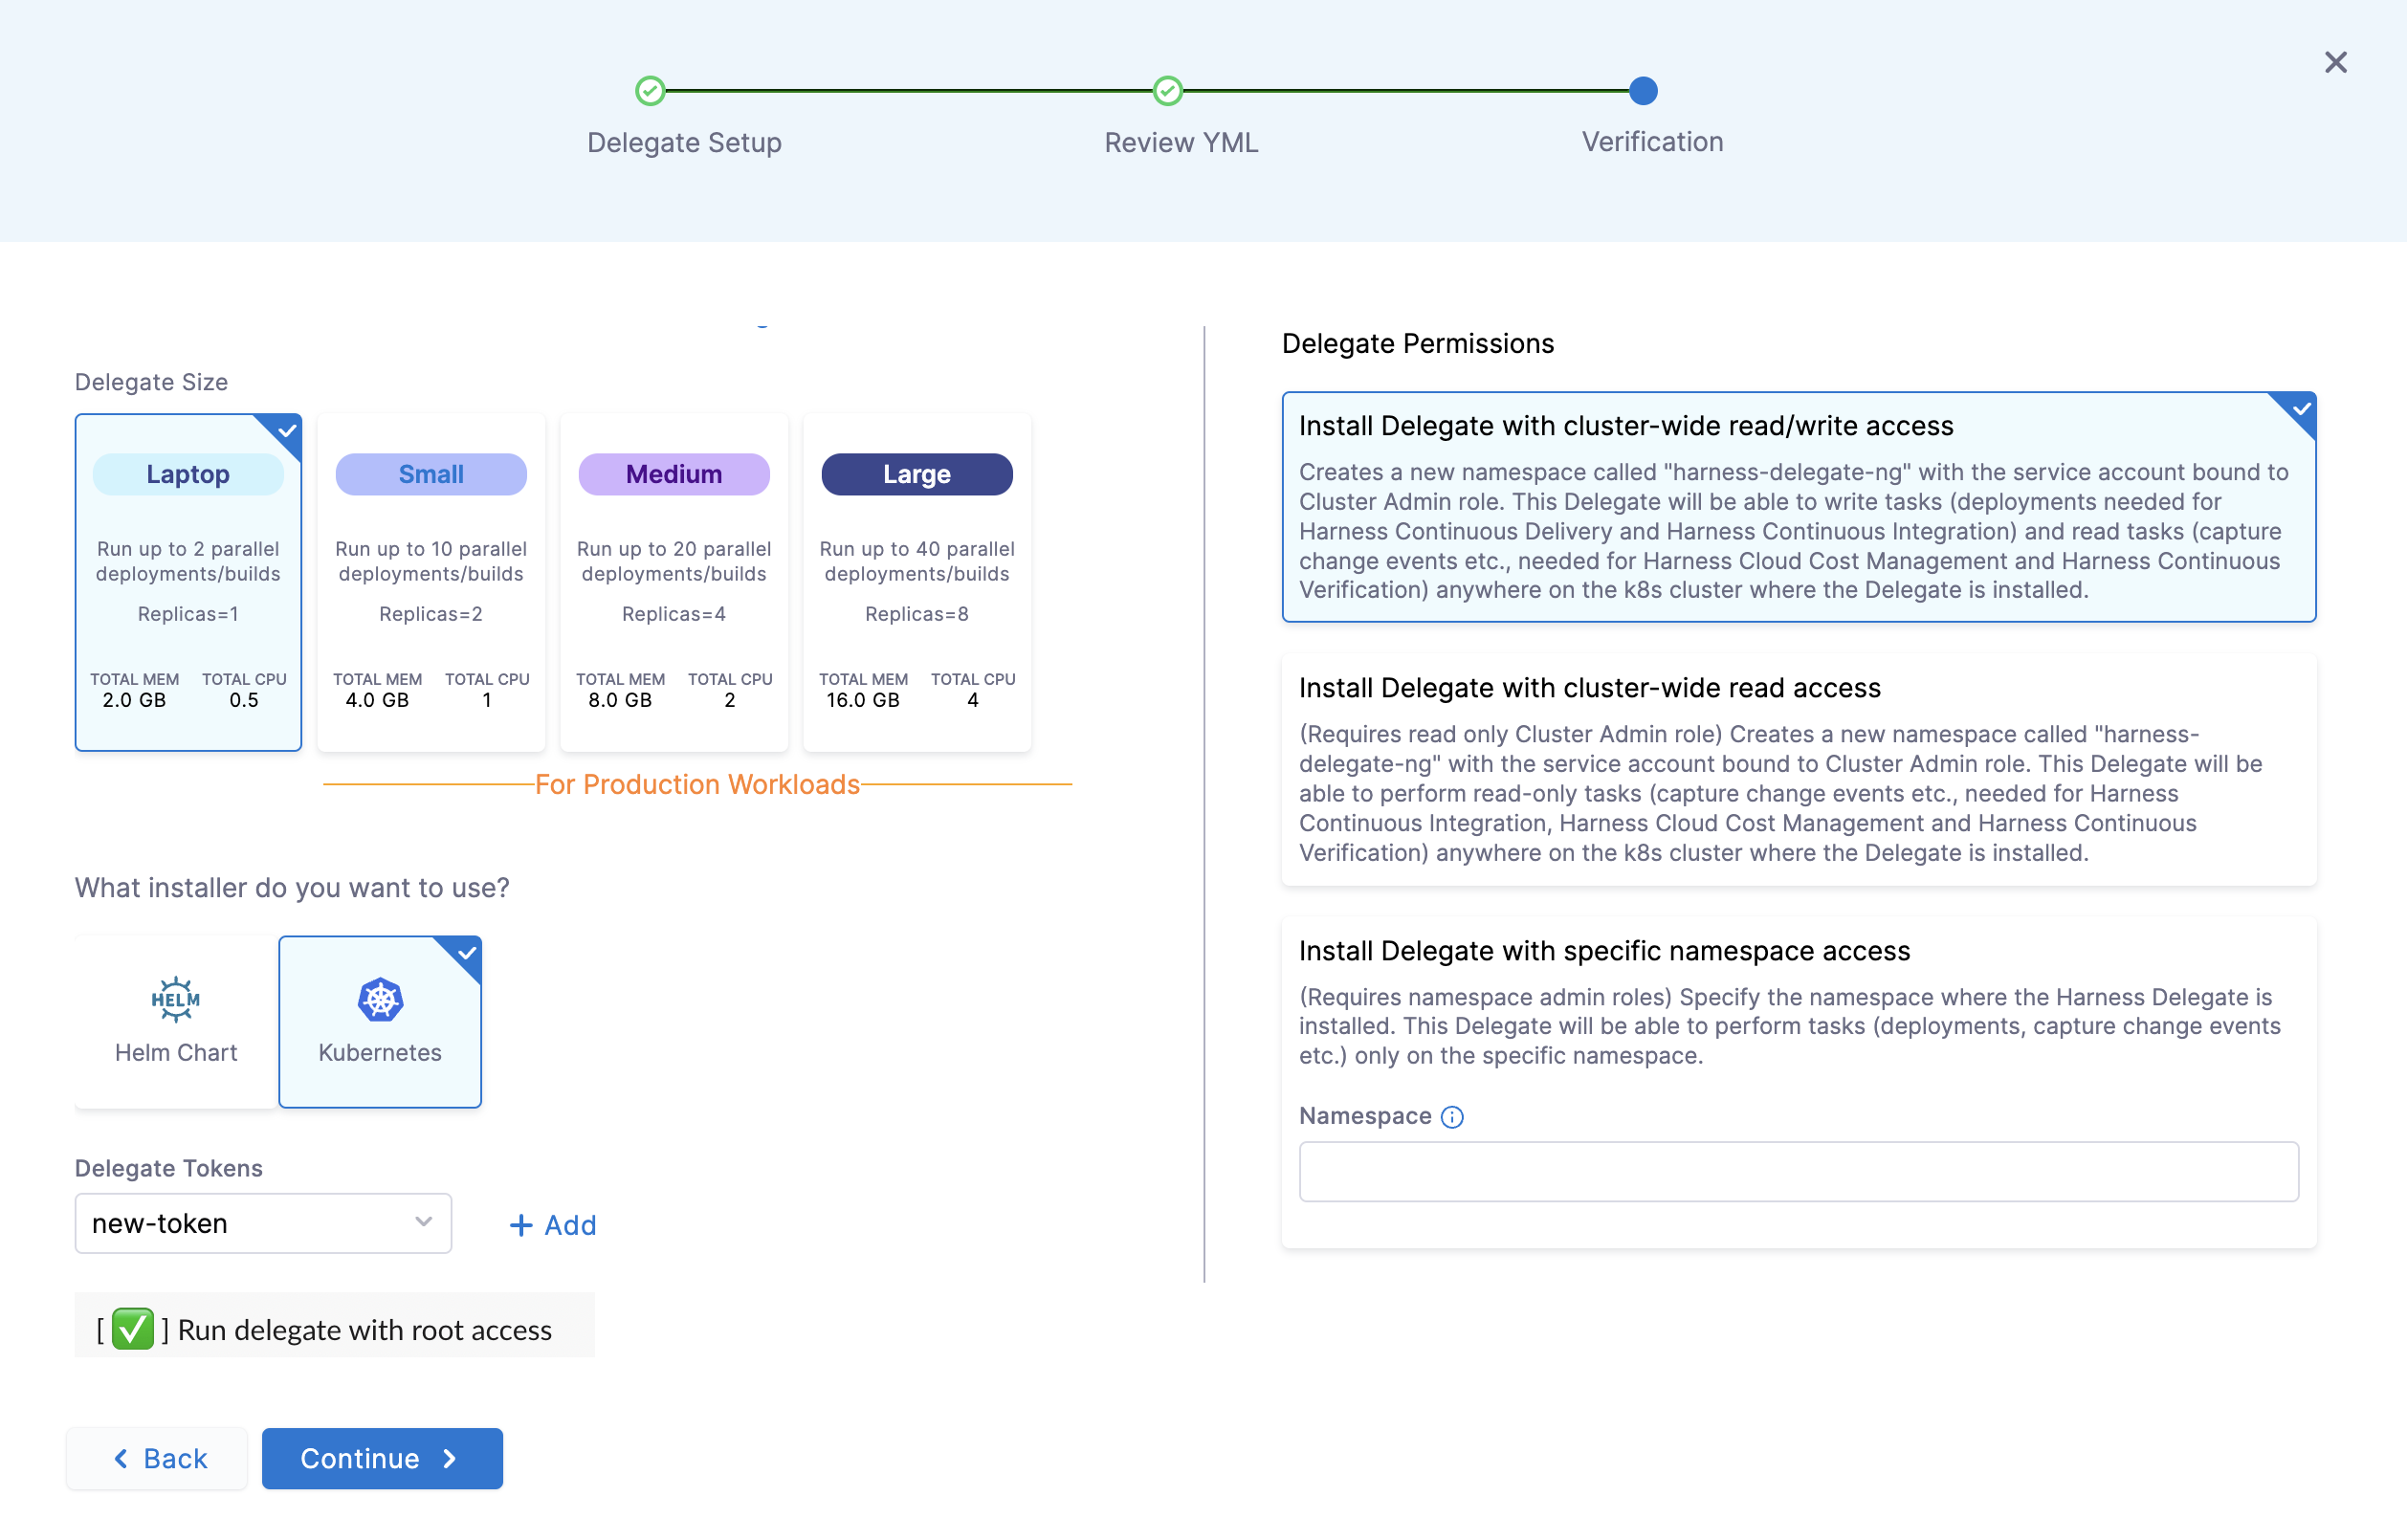 Delegate Setup
Review YML
Verification
Delegate Size
Laptop
Run up to 2 parallel
deployments/builds
Replicas=1
TOTAL MEM
2.0 GB
TOTAL CPU
0.5
Small
Run up to 10 parallel
deployments/builds
Replicas=2
TOTAL MEM
4.0 GB
TOTAL CPU
1
Medium
Run up to 20 parallel
deployments/builds
Replicas=4
TOTAL MEM
8.0 GB
TOTAL CPU
2
Large
Run up to 40 parallel
deployments/builds
Replicas=8
TOTAL MEM
16.0 GB
TOTAL CPU
4
For Production Workloads
What installer do you want to use?
HELM
Helm Chart
Kubernetes
Delegate Tokens
new-token
+ Add
[ ✅ ] Run delegate with root access
Back
Continue
Delegate Permissions
Install Delegate with cluster-wide read/write access
Creates a new namespace called "harness-delegate-ng" with the service account bound to
Cluster Admin role. This Delegate will be able to write tasks (deployments needed for
Harness Continuous Delivery and Harness Continuous Integration) and read tasks (capture
change events etc., needed for Harness Cloud Cost Management and Harness Continuous
Verification) anywhere on the k8s cluster where the Delegate is installed.
Install Delegate with cluster-wide read access
(Requires read only Cluster Admin role) Creates a new namespace called "harness-
delegate-ng" with the service account bound to Cluster Admin role. This Delegate will be
able to perform read-only tasks (capture change events etc., needed for Harness
Continuous Integration, Harness Cloud Cost Management and Harness Continuous
Verification) anywhere on the k8s cluster where the Delegate is installed.
Install Delegate with specific namespace access
(Requires namespace admin roles) Specify the namespace where the Harness Delegate is
installed. This Delegate will be able to perform tasks (deployments, capture change events
etc.) only on the specific namespace.
Namespace